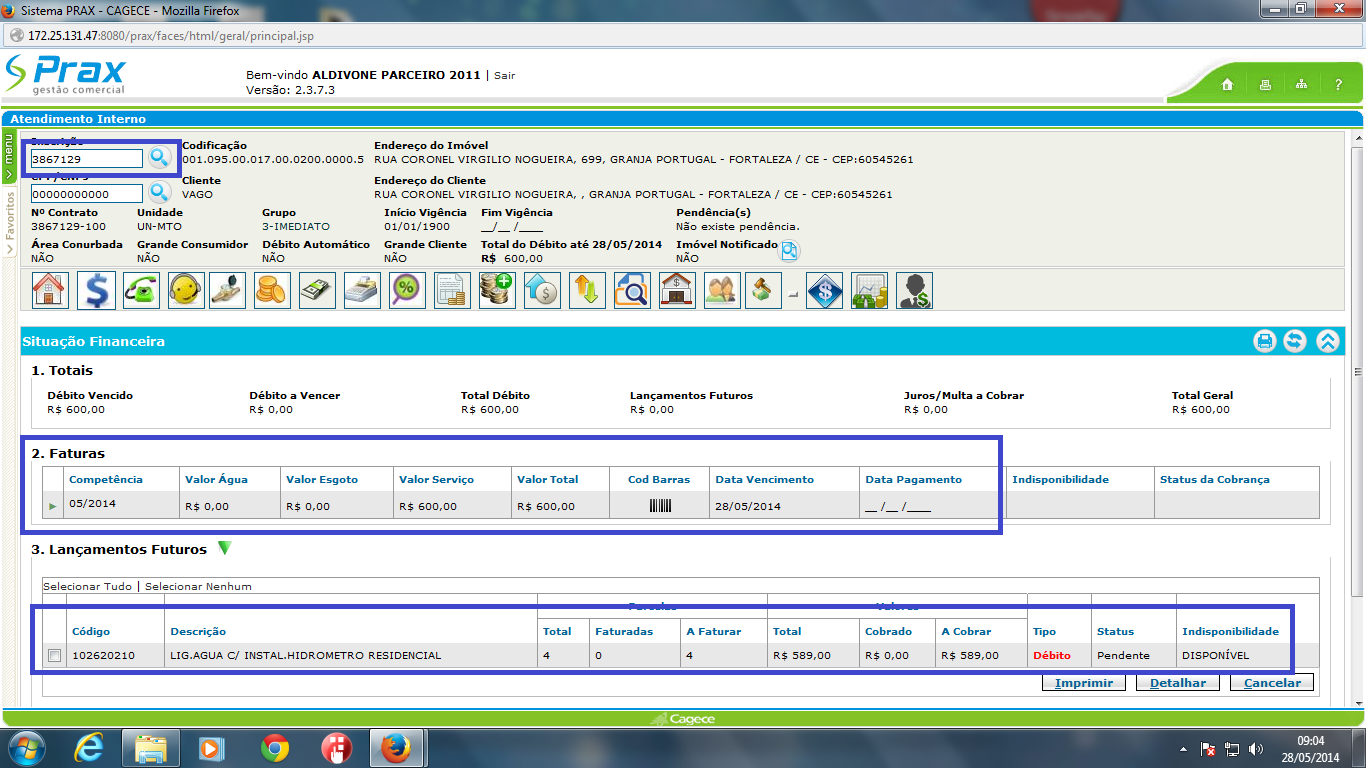 Sistema PRAX - CAGECE - Mozilla Firefox
172.25.131.47:8080/prax/faces/html/geral/principal.jsp
Prax
gestão comercial
Bem-vindo ALDIVONE PARCEIRO 2011 | Sair
Versão: 2.3.7.3
?
Atendimento Interno
menu
Favoritos
Inscrição Codificação Endereço do Imóvel
3867129 001.095.00.017.00.0200.0000.5 RUA CORONEL VIRGILIO NOGUEIRA, 699, GRANJA PORTUGAL - FORTALEZA / CE - CEP:60545261
CPF/CNPJ Cliente Endereço do Cliente
00000000000 VAGO RUA CORONEL VIRGILIO NOGUEIRA, , GRANJA PORTUGAL - FORTALEZA / CE - CEP:60545261
Nº Contrato Unidade Grupo Início Vigência Fim Vigência Pendência(s)
3867129-100 UN-MTO 3-IMEDIATO 01/01/1900 __/__ /____ Não existe pendência.
Área Conurbada Grande Consumidor Débito Automático Grande Cliente Total do Débito até 28/05/2014 Imóvel Notificado
NÃO NÃO NÃO NÃO R$ 600,00 NÃO
Situação Financeira
1. Totais
Débito Vencido Débito a Vencer Total Débito Lançamentos Futuros Juros/Multa a Cobrar Total Geral
R$ 600,00 R$ 0,00 R$ 600,00 R$ 0,00 R$ 0,00 R$ 600,00
2. Faturas
Competência Valor Água Valor Esgoto Valor Serviço Valor Total Cod Barras Data Vencimento Data Pagamento Indisponibilidade Status da Cobrança
05/2014 R$ 0,00 R$ 0,00 R$ 600,00 R$ 600,00 28/05/2014 __ /__ /____
3. Lançamentos Futuros
Selecionar Tudo | Selecionar Nenhum
Parcelas Valores
Código Descrição Total Faturadas A Faturar Total Cobrado A Cobrar Tipo Status Indisponibilidade
102620210 LIG.AGUA C/ INSTAL.HIDROMETRO RESIDENCIAL 4 0 4 R$ 589,00 R$ 0,00 R$ 589,00 Débito Pendente DISPONÍVEL
Imprimir Detalhar Cancelar
Cagece
09:04
28/05/2014